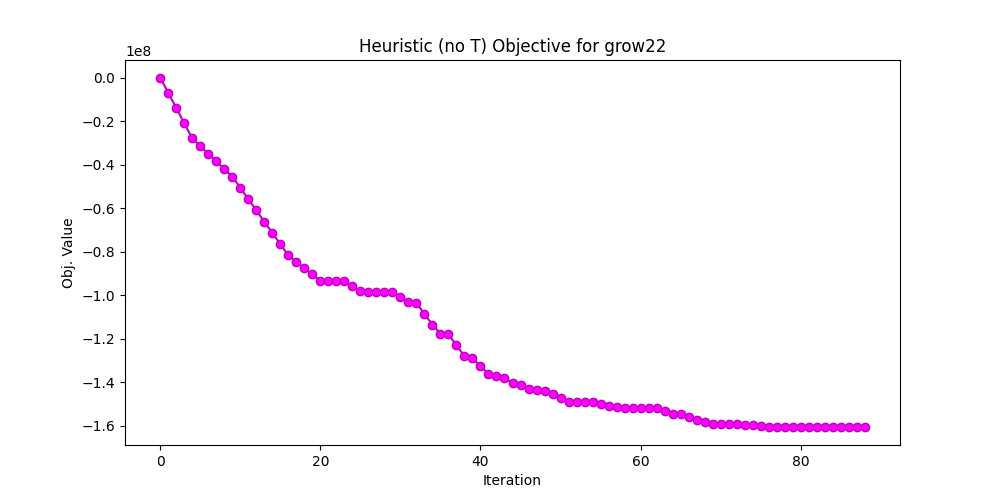 Heuristic (no T) Objective for grow22
1e8
0.0
−0.2
−0.4
−0.6
−0.8
−1.0
−1.2
−1.4
−1.6
Obj. Value
0 20 40 60 80
Iteration